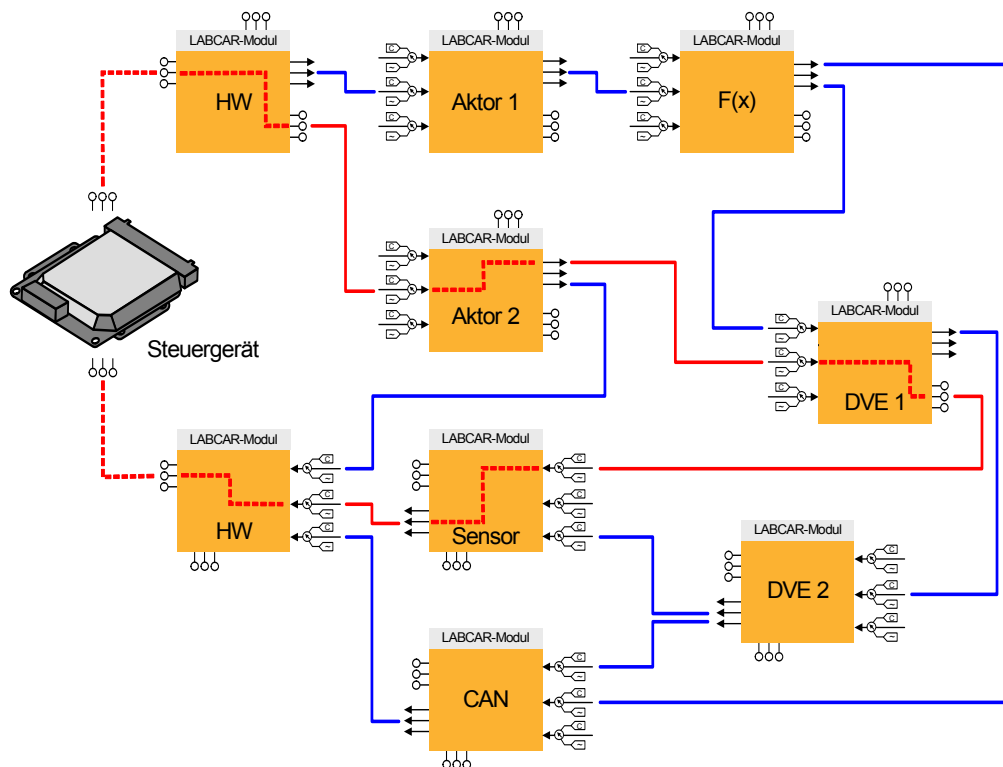 LABCAR-Modul
HW
LABCAR-Modul
Aktor 1
C
~
C
~
C
~
LABCAR-Modul
F(x)
C
~
C
~
C
~
LABCAR-Modul
Aktor 2
C
~
C
~
C
~
Steuergerät
LABCAR-Modul
DVE 1
C
~
C
~
C
~
LABCAR-Modul
HW
C
~
C
~
C
~
LABCAR-Modul
Sensor
C
~
C
~
C
~
LABCAR-Modul
DVE 2
C
~
C
~
C
~
LABCAR-Modul
CAN
C
~
C
~
C
~